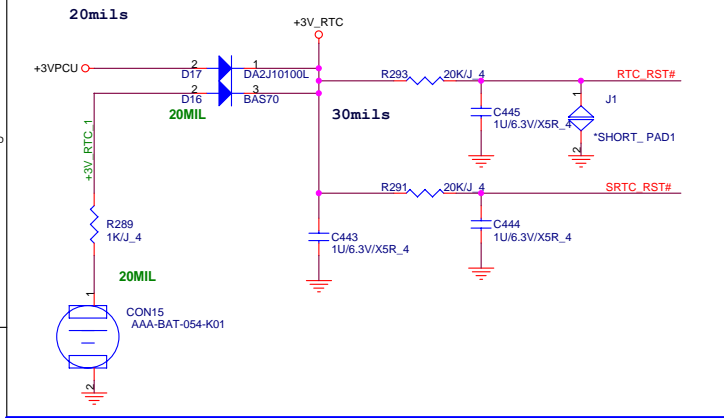 20mils
+3V_RTC
+3VPCU
2
1
D17
DA2J10100L
2
3
D16
BAS70
20MIL
30mils
+3V_RTC_1
R293
20K/J_4
RTC_RST#
C445
1U/6.3V/X5R_4
1
J1
*SHORT_ PAD1
2
R291
20K/J_4
SRTC_RST#
R289
1K/J_4
C443
1U/6.3V/X5R_4
C444
1U/6.3V/X5R_4
20MIL
1
CON15
AAA-BAT-054-K01
2